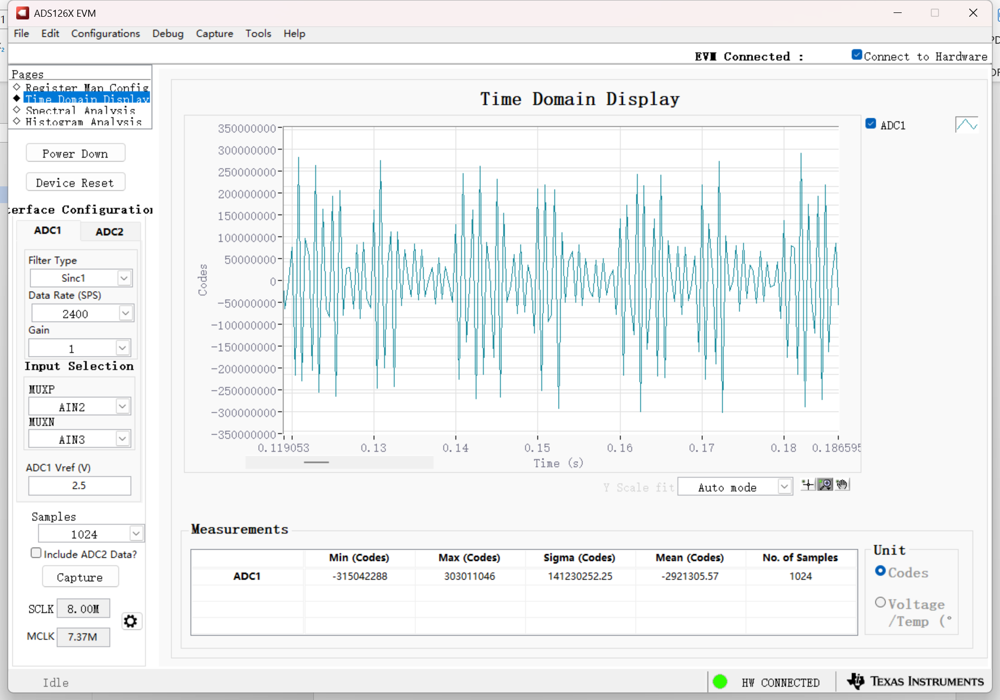 ADS126X EVM
File Edit Configurations Debug Capture Tools Help
EVM Connected :
Connect to Hardware
Pages
Register Map Config
Time Domain Display
Spectral Analysis
Histogram Analysis
Power Down
Device Reset
terface Configuration
ADC1
ADC2
Filter Type
Sinc1
Data Rate (SPS)
2400
Gain
1
Input Selection
MUXP
AIN2
MUXN
AIN3
ADC1 Vref (V)
2.5
Samples
1024
Include ADC2 Data?
Capture
SCLK 8.00M
MCLK 7.37M
Time Domain Display
ADC1
Codes
350000000
300000000
250000000
200000000
150000000
100000000
50000000
0
-50000000
-100000000
-150000000
-200000000
-250000000
-300000000
-350000000
0.119053 0.13 0.14 0.15 0.16 0.17 0.18 0.186595
Time (s)
Y Scale fit Auto mode
Measurements
Min (Codes) Max (Codes) Sigma (Codes) Mean (Codes) No. of Samples
ADC1 -315042288 303011046 141230252.25 -2921305.57 1024
Unit
Codes
Voltage
/Temp (°
Idle
HW CONNECTED
TEXAS INSTRUMENTS